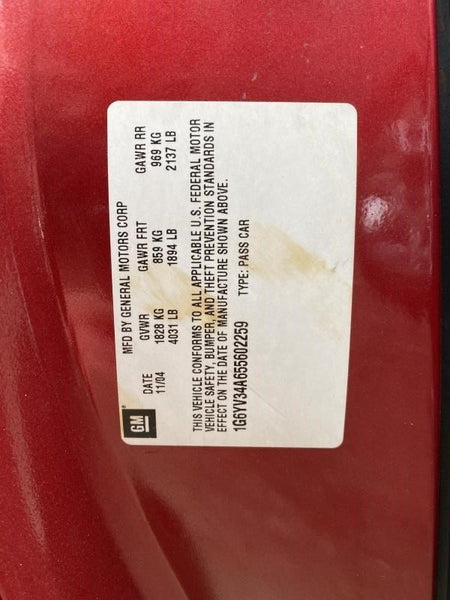 GM
MFD BY GENERAL MOTORS CORP
DATE GVWR GAWR FRT GAWR RR
11/04 1828 KG 859 KG 969 KG
4031 LB 1894 LB 2137 LB
THIS VEHICLE CONFORMS TO ALL APPLICABLE U.S. FEDERAL MOTOR
VEHICLE SAFETY, BUMPER, AND THEFT PREVENTION STANDARDS IN
EFFECT ON THE DATE OF MANUFACTURE SHOWN ABOVE.
1G6YV34A655602259 TYPE: PASS CAR